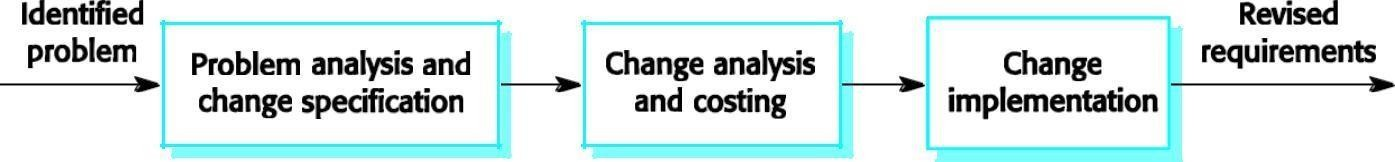 Identified
problem
Problem analysis and
change specification
Change analysis
and costing
Change
implementation
Revised
requirements